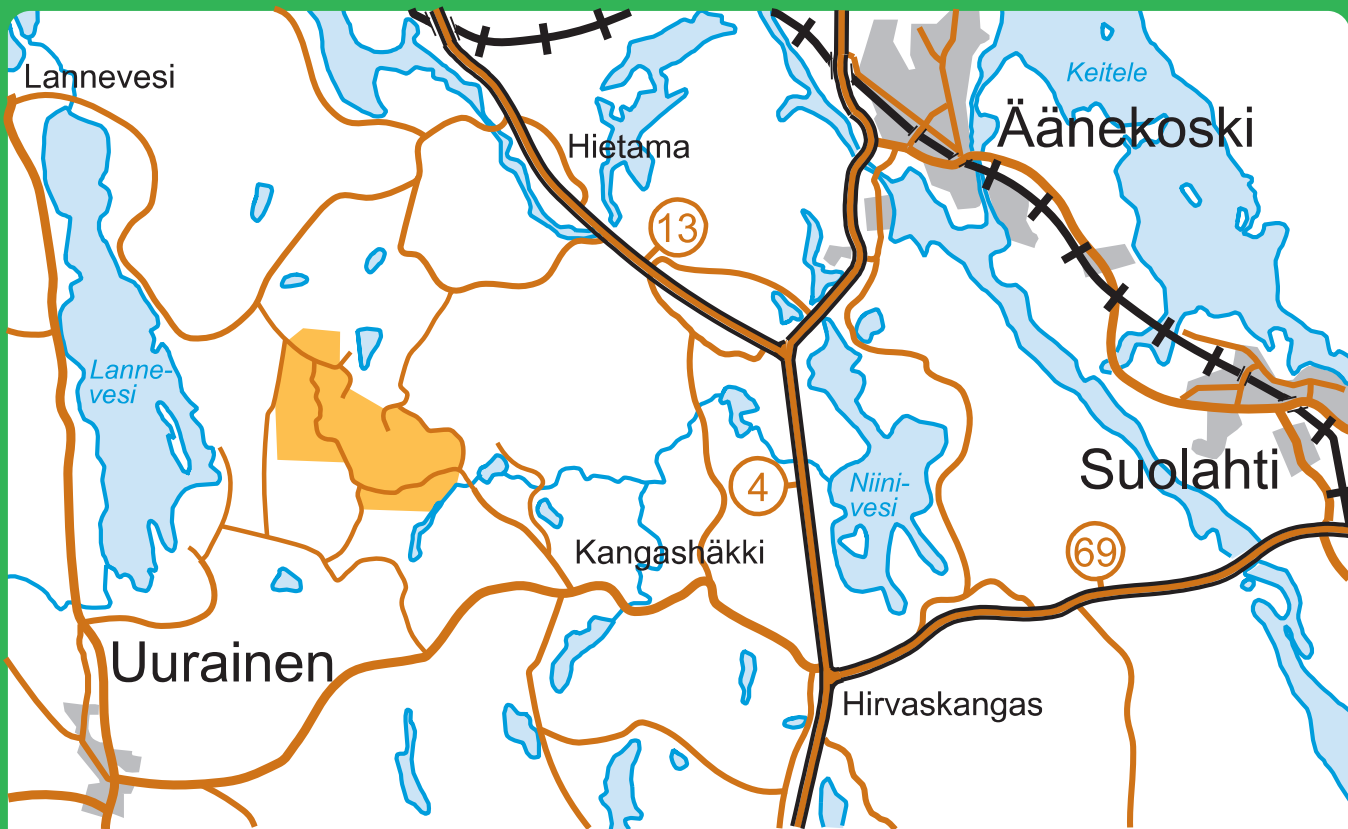 Lannevesi
Keitele
Äänekoski
Hietama
13
Lanne-
vesi
Suolahti
4
Niini-
vesi
Kangashäkki
69
Uurainen
Hirvaskangas